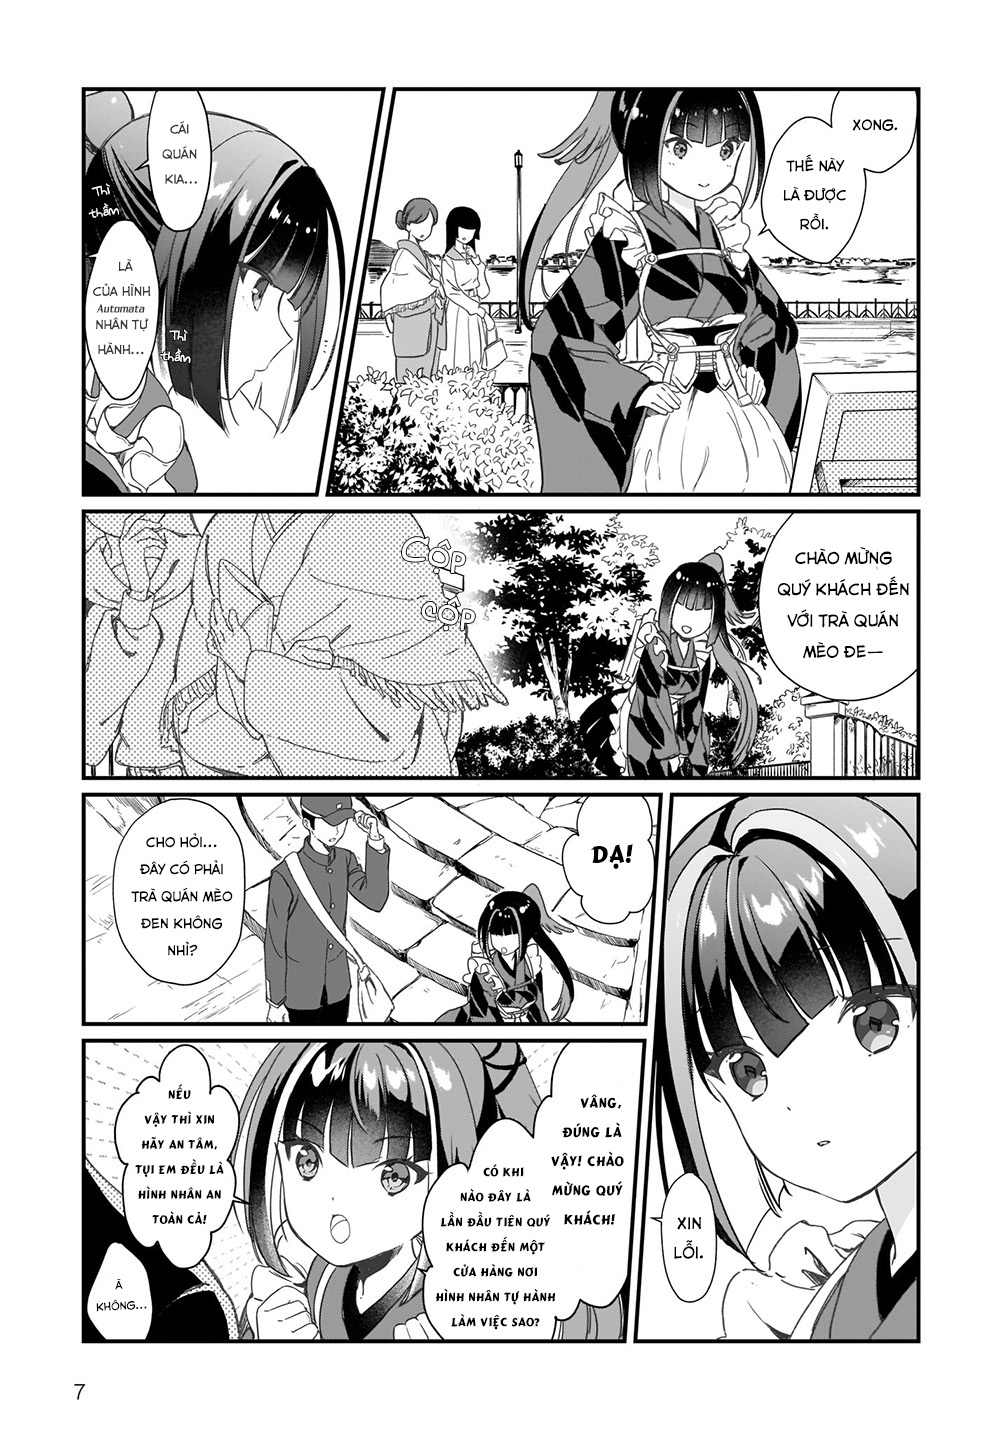 XONG.
THẾ NÀY
LÀ ĐƯỢC
RỒI.
CÁI
QUÁN
KIA...
Thì
thầm
LÀ
CỦA HÌNH
Automata
NHÂN TỰ
HÀNH...
Thì
thầm
CHÀO MỪNG
QUÝ KHÁCH ĐẾN
VỚI TRÀ QUÁN
MÈO ĐE—
CỘP
CỘP
XIN
LỖI.
DẠ!
CHO HỎI...
ĐÂY CÓ PHẢI
TRÀ QUÁN MÈO
ĐEN KHÔNG
NHỈ?
VÂNG,
ĐÚNG LÀ
VẬY! CHÀO
MỪNG QUÝ
KHÁCH!
CÓ KHI
NÀO ĐÂY LÀ
LẦN ĐẦU TIÊN QUÝ
KHÁCH ĐẾN MỘT
CỬA HÀNG NƠI
HÌNH NHÂN TỰ HÀNH
LÀM VIỆC SAO?
NẾU
VẬY THÌ XIN
HÃY AN TÂM,
TỤI EM ĐỀU LÀ
HÌNH NHÂN AN
TOÀN CẢ!
À
KHÔNG...
7